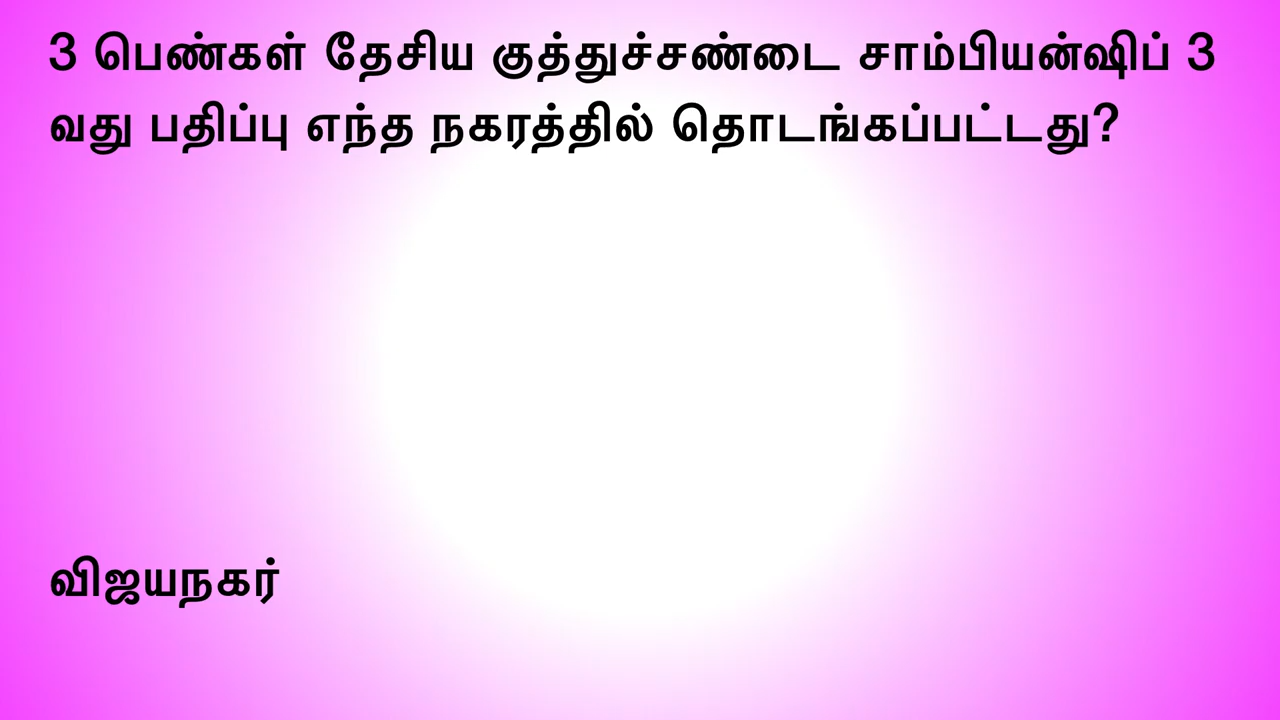 3 பெண்கள் தேசிய குத்துச்சண்டை சாம்பியன்ஷிப் 3
வது பதிப்பு எந்த நகரத்தில் தொடங்கப்பட்டது?
விஜயநகர்